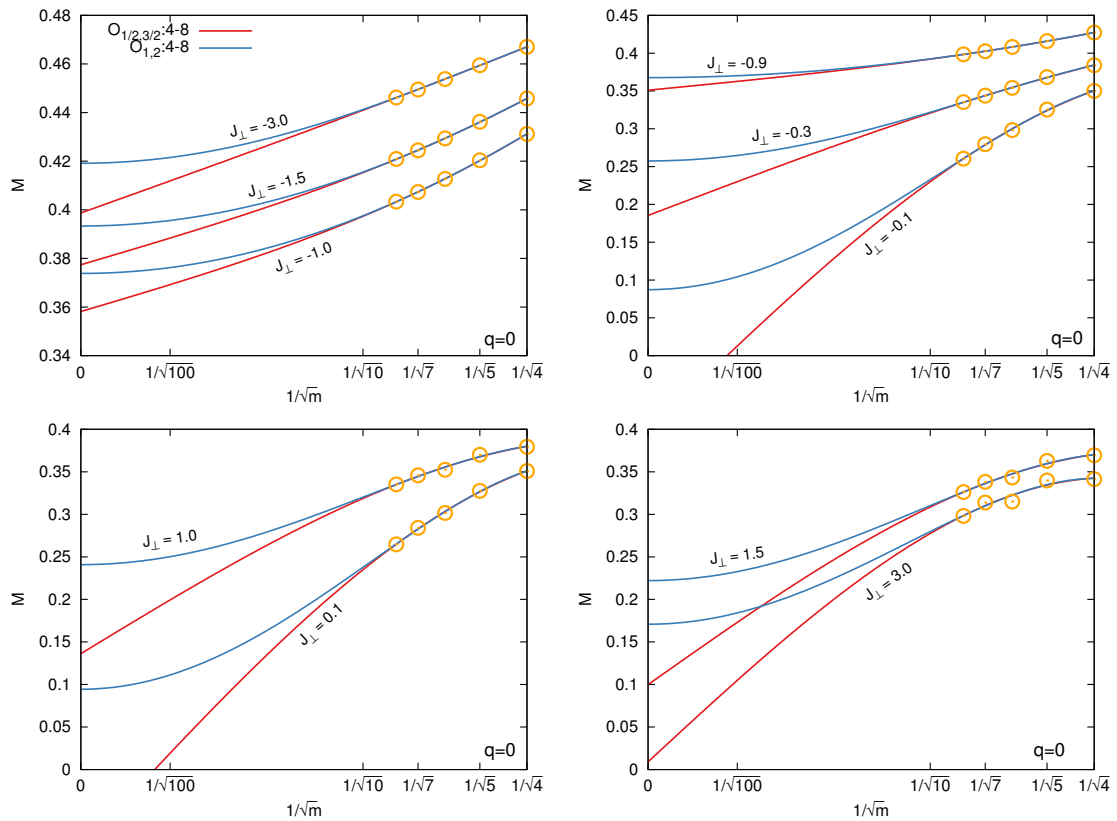 0.48
0.46
0.44
0.42
0.4
0.38
0.36
0.34
M
O1/2,3/2:4-8
O1,2:4-8
J⊥ = -3.0
J⊥ = -1.5
J⊥ = -1.0
q=0
0 1/√100 1/√10 1/√7 1/√5 1/√4
1/√m
0.45
0.4
0.35
0.3
0.25
0.2
0.15
0.1
0.05
0
M
J⊥ = -0.9
J⊥ = -0.3
J⊥ = -0.1
q=0
0 1/√100 1/√10 1/√7 1/√5 1/√4
1/√m
0.4
0.35
0.3
0.25
0.2
0.15
0.1
0.05
0
M
J⊥ = 1.0
J⊥ = 0.1
q=0
0 1/√100 1/√10 1/√7 1/√5 1/√4
1/√m
0.4
0.35
0.3
0.25
0.2
0.15
0.1
0.05
0
M
J⊥ = 1.5
J⊥ = 3.0
q=0
0 1/√100 1/√10 1/√7 1/√5 1/√4
1/√m